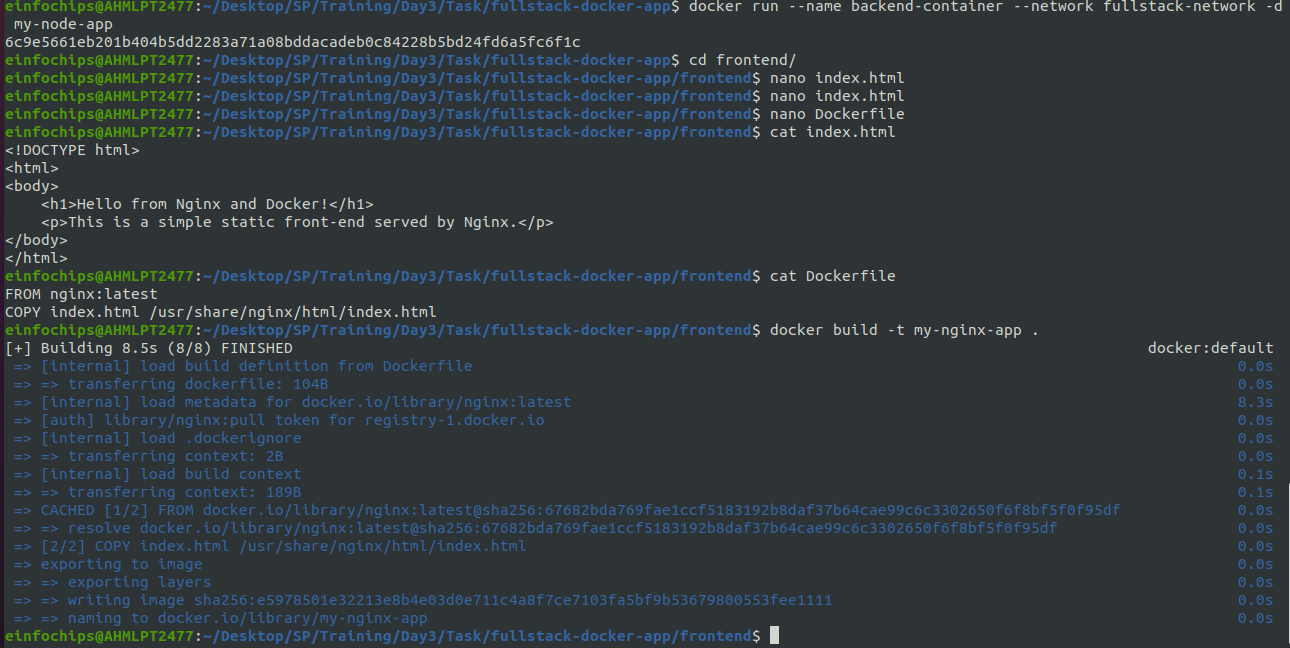 einfochips@AHMLPT2477:~/Desktop/SP/Training/Day3/Task/fullstack-docker-app$ docker run --name backend-container --network fullstack-network -d
 my-node-app
6c9e5661eb201b404b5dd2283a71a08bddacadeb0c84228b5bd24fd6a5fc6f1c
einfochips@AHMLPT2477:~/Desktop/SP/Training/Day3/Task/fullstack-docker-app$ cd frontend/
einfochips@AHMLPT2477:~/Desktop/SP/Training/Day3/Task/fullstack-docker-app/frontend$ nano index.html
einfochips@AHMLPT2477:~/Desktop/SP/Training/Day3/Task/fullstack-docker-app/frontend$ nano index.html
einfochips@AHMLPT2477:~/Desktop/SP/Training/Day3/Task/fullstack-docker-app/frontend$ nano Dockerfile
einfochips@AHMLPT2477:~/Desktop/SP/Training/Day3/Task/fullstack-docker-app/frontend$ cat index.html
<!DOCTYPE html>
<html>
<body>
    <h1>Hello from Nginx and Docker!</h1>
    <p>This is a simple static front-end served by Nginx.</p>
</body>
</html>
einfochips@AHMLPT2477:~/Desktop/SP/Training/Day3/Task/fullstack-docker-app/frontend$ cat Dockerfile
FROM nginx:latest
COPY index.html /usr/share/nginx/html/index.html
einfochips@AHMLPT2477:~/Desktop/SP/Training/Day3/Task/fullstack-docker-app/frontend$ docker build -t my-nginx-app .
[+] Building 8.5s (8/8) FINISHED docker:default
 => [internal] load build definition from Dockerfile 0.0s
 => => transferring dockerfile: 104B 0.0s
 => [internal] load metadata for docker.io/library/nginx:latest 8.3s
 => [auth] library/nginx:pull token for registry-1.docker.io 0.0s
 => [internal] load .dockerignore 0.0s
 => => transferring context: 2B 0.0s
 => [internal] load build context 0.1s
 => => transferring context: 189B 0.1s
 => CACHED [1/2] FROM docker.io/library/nginx:latest@sha256:67682bda769fae1ccf5183192b8daf37b64cae99c6c3302650f6f8bf5f0f95df 0.0s
 => => resolve docker.io/library/nginx:latest@sha256:67682bda769fae1ccf5183192b8daf37b64cae99c6c3302650f6f8bf5f0f95df 0.0s
 => [2/2] COPY index.html /usr/share/nginx/html/index.html 0.0s
 => exporting to image 0.0s
 => => exporting layers 0.0s
 => => writing image sha256:e5978501e32213e8b4e03d0e711c4a8f7ce7103fa5bf9b53679800553fee1111 0.0s
 => => naming to docker.io/library/my-nginx-app 0.0s
einfochips@AHMLPT2477:~/Desktop/SP/Training/Day3/Task/fullstack-docker-app/frontend$